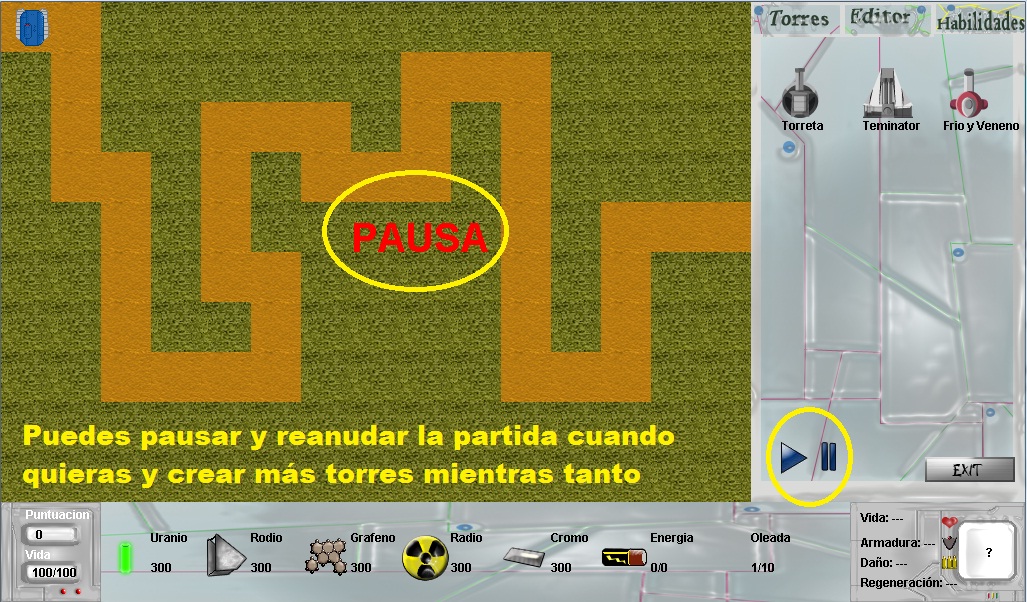 Torres Editor Habilidades
Torreta Teminator Frio y Veneno
PAUSA
Puedes pausar y reanudar la partida cuando
quieras y crear más torres mientras tanto
EXIT
Puntuacion
0
Vida
100/100
Uranio Rodio Grafeno Radio Cromo Energia Oleada
300 300 300 300 300 0/0 1/10
Vida: ---
Armadura: ---
Daño: ---
Regeneración: ---
?